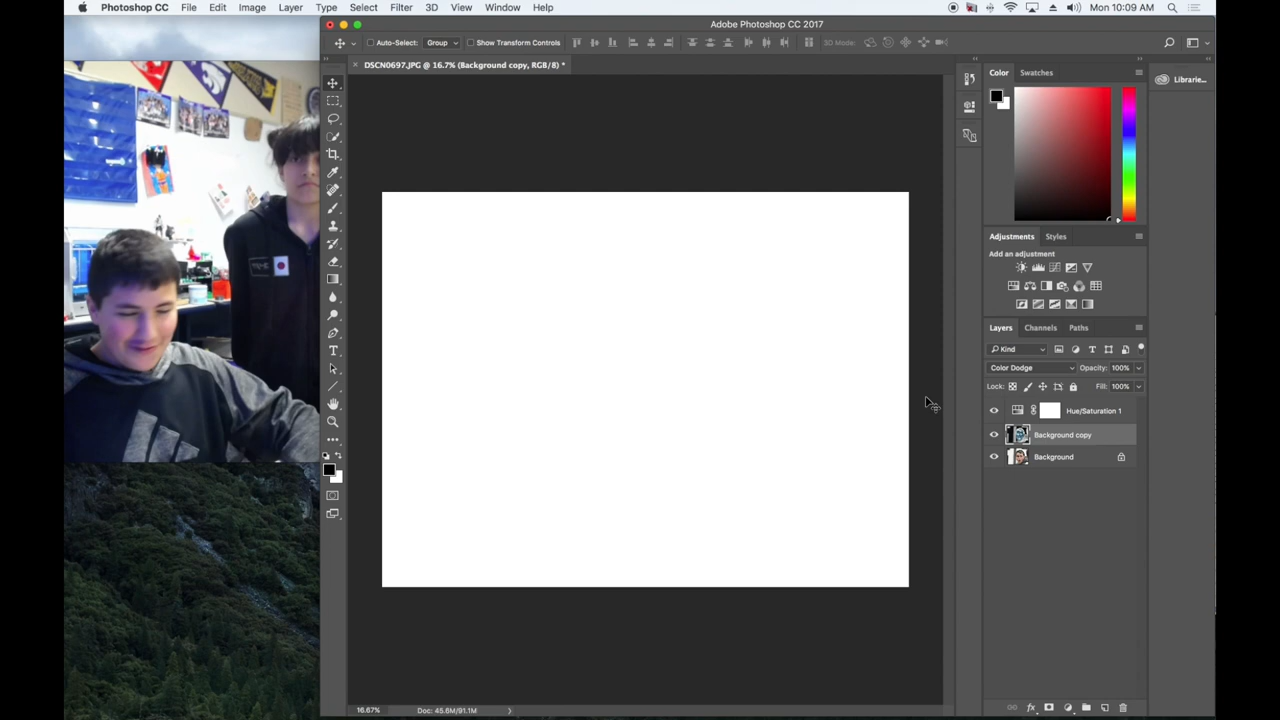 Photoshop CC File Edit Image Layer Type Select Filter 3D View Window Help Mon 10:09 AM
Adobe Photoshop CC 2017
Auto-Select: Group Show Transform Controls 3D Mode:
DSCN0697.JPG @ 16.7% (Background copy, RGB/8) *
Color Swatches
Librarie...
Adjustments Styles
Add an adjustment
Layers Channels Paths
Kind
Color Dodge Opacity: 100%
Lock: Fill: 100%
Hue/Saturation 1
Background copy
Background
fx
16.67% Doc: 45.6M/91.1M